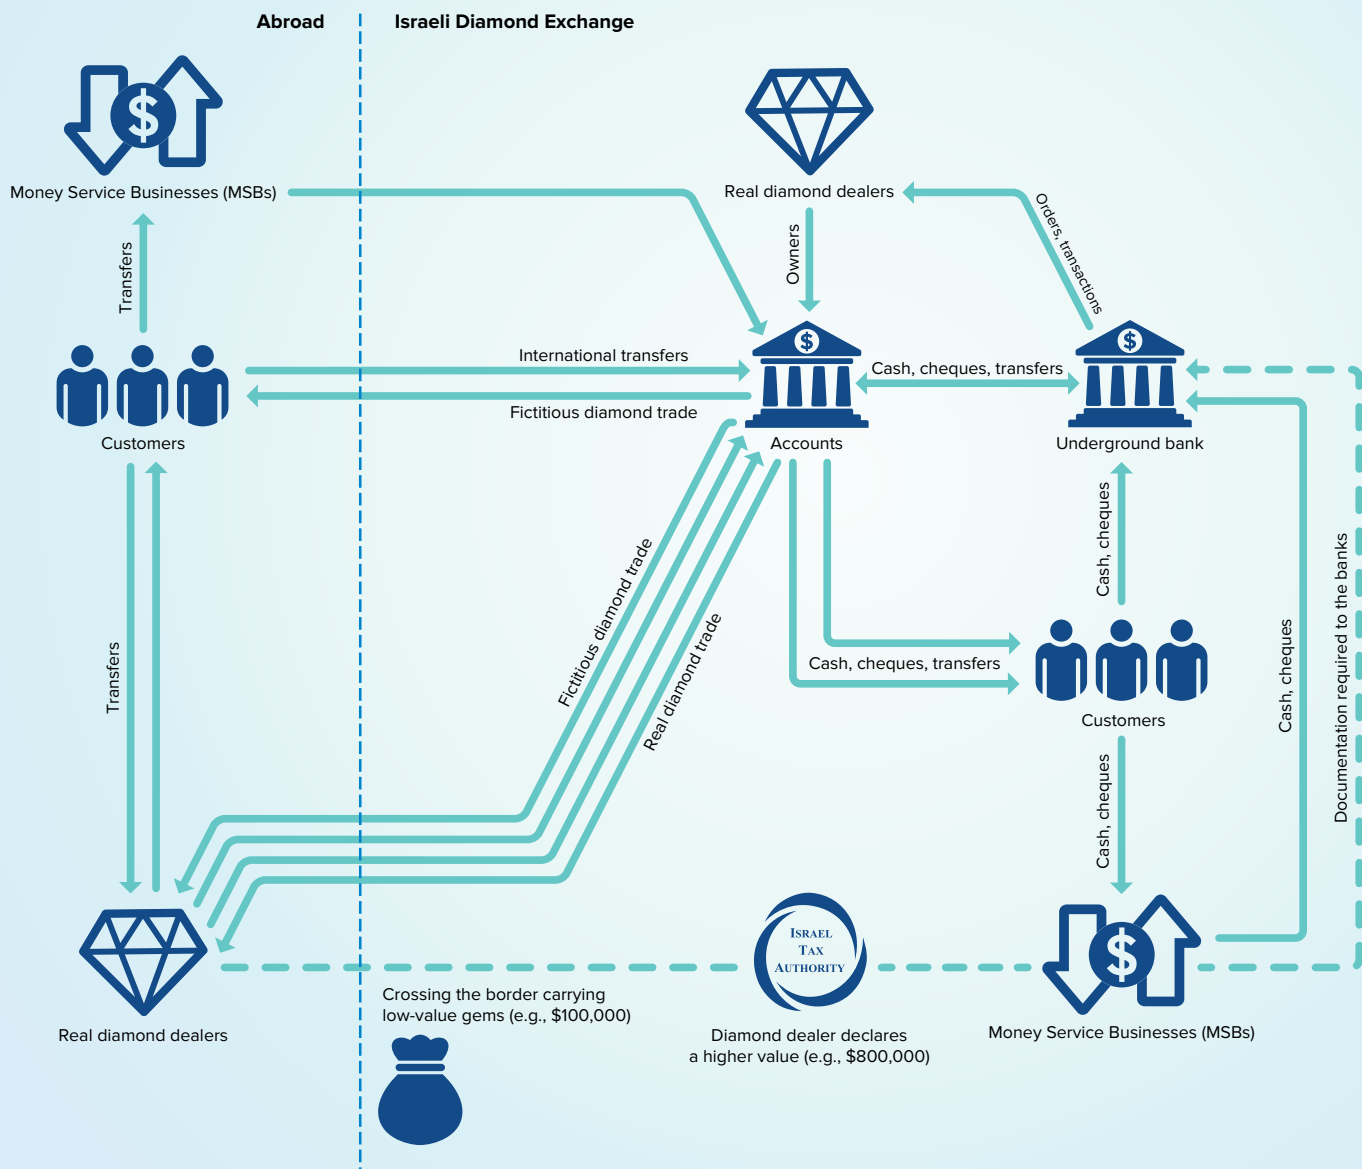 Abroad
Israeli Diamond Exchange
$
Money Service Businesses (MSBs)
Real diamond dealers
Transfers
Owners
Orders, transactions
International transfers
Fictitious diamond trade
$
Cash, cheques, transfers
$
Customers
Accounts
Underground bank
Transfers
Fictitious diamond trade
Real diamond trade
Cash, cheques, transfers
Cash, cheques
Customers
Cash, cheques
Cash, cheques
Documentation required to the banks
ISRAEL
TAX
AUTHORITY
$
Real diamond dealers
Crossing the border carrying
low-value gems (e.g., $100,000)
Diamond dealer declares
a higher value (e.g., $800,000)
Money Service Businesses (MSBs)